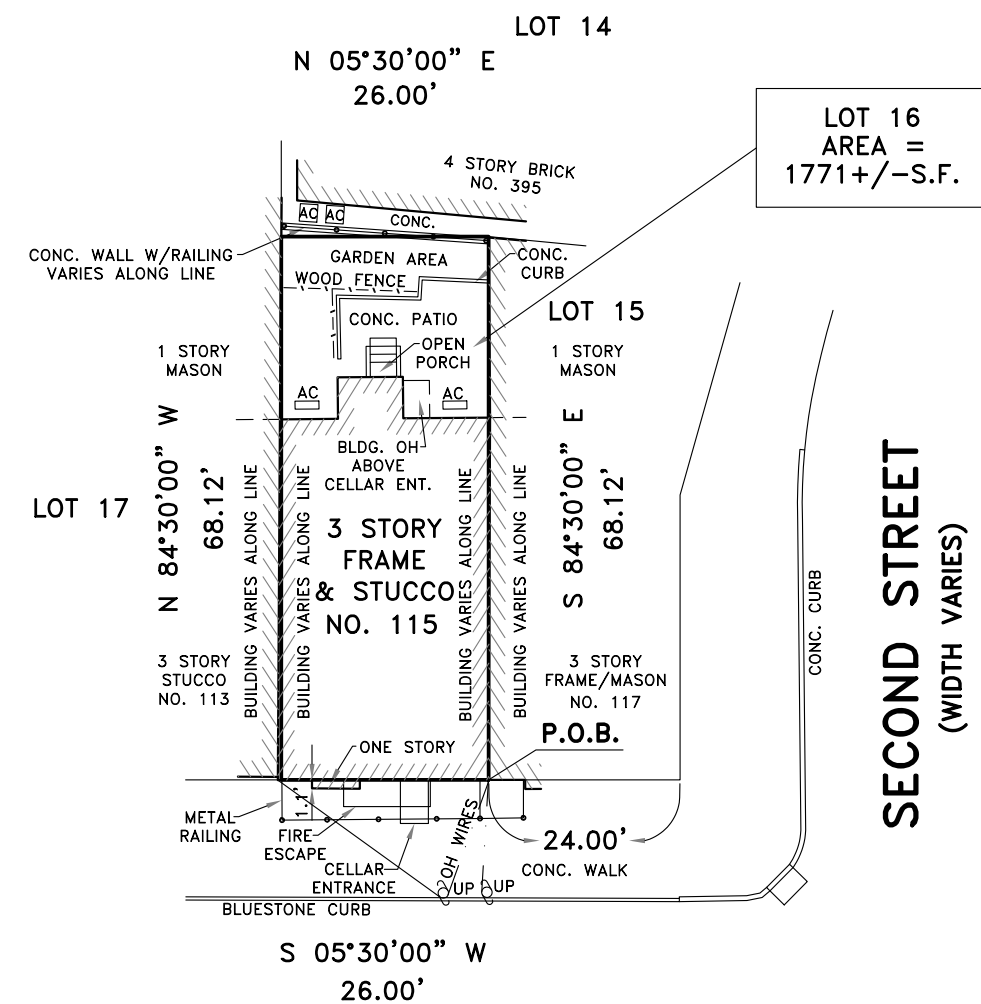 LOT 14
N 05°30'00" E
26.00'
LOT 16
AREA =
1771+/-S.F.
4 STORY BRICK
NO. 395
AC
AC
CONC.
CONC. WALL W/RAILING
VARIES ALONG LINE
GARDEN AREA
CONC.
CURB
WOOD FENCE
CONC. PATIO
LOT 15
OPEN
PORCH
1 STORY
MASON
1 STORY
MASON
AC
AC
BLDG. OH
ABOVE
CELLAR ENT.
LOT 17
N 84°30'00" W
68.12'
BUILDING VARIES ALONG LINE
BUILDING VARIES ALONG LINE
3 STORY
FRAME
& STUCCO
NO. 115
BUILDING VARIES ALONG LINE
BUILDING VARIES ALONG LINE
S 84°30'00" E
68.12'
CONC. CURB
SECOND STREET
(WIDTH VARIES)
3 STORY
STUCCO
NO. 113
3 STORY
FRAME/MASON
NO. 117
ONE STORY
P.O.B.
1.1'
METAL
RAILING
FIRE
ESCAPE
CELLAR
ENTRANCE
OH WIRES
24.00'
CONC. WALK
UP
UP
BLUESTONE CURB
S 05°30'00" W
26.00'